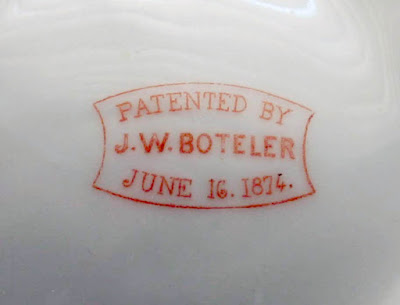 PATENTED BY
J.W. BOTELER
JUNE 16. 1874.